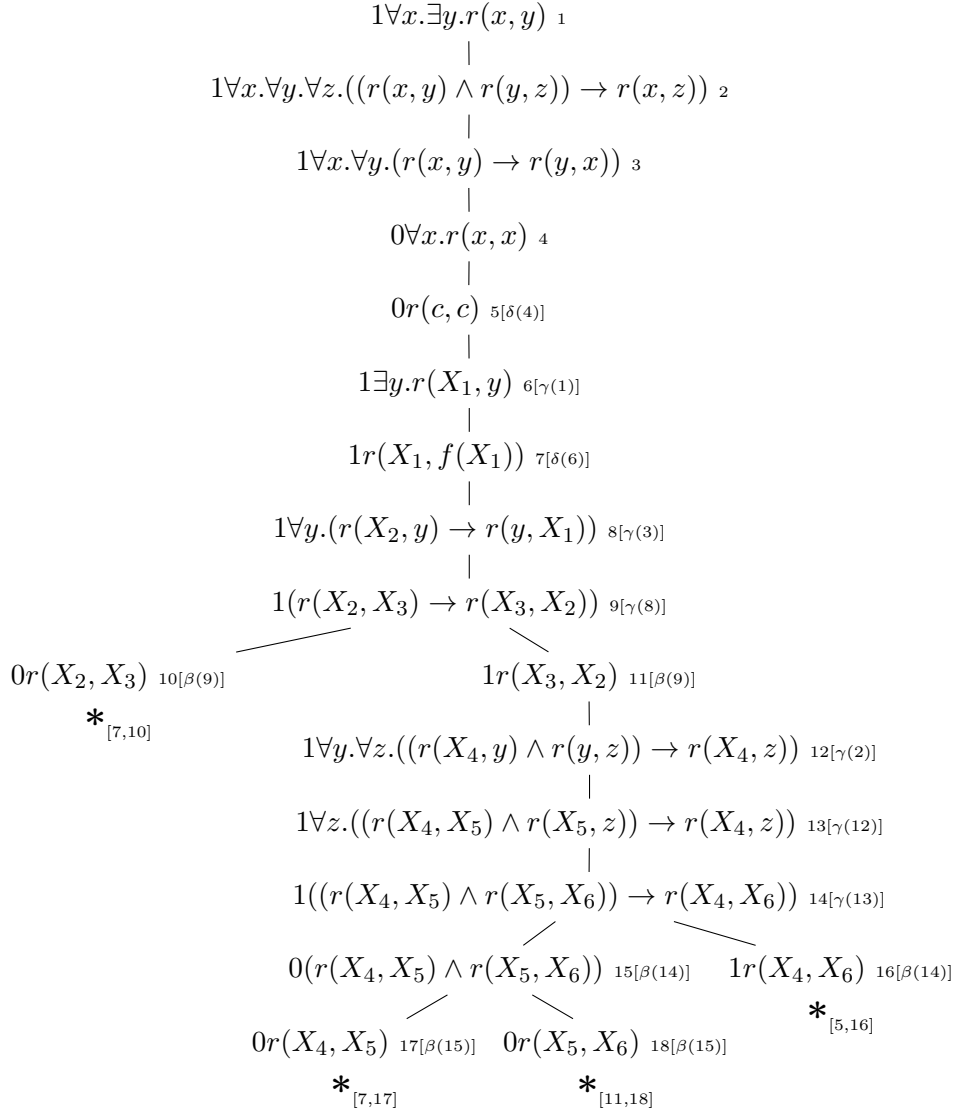 1∀x.∃y.r(x, y) 1
1∀x.∀y.∀z.((r(x, y) ∧ r(y, z)) → r(x, z)) 2
1∀x.∀y.(r(x, y) → r(y, x)) 3
0∀x.r(x, x) 4
0r(c, c) 5[δ(4)]
1∃y.r(X₁, y) 6[γ(1)]
1r(X₁, f(X₁)) 7[δ(6)]
1∀y.(r(X₂, y) → r(y, X₁)) 8[γ(3)]
1(r(X₂, X₃) → r(X₃, X₂)) 9[γ(8)]
0r(X₂, X₃) 10[β(9)] 1r(X₃, X₂) 11[β(9)]
*[7,10]
1∀y.∀z.((r(X₄, y) ∧ r(y, z)) → r(X₄, z)) 12[γ(2)]
1∀z.((r(X₄, X₅) ∧ r(X₅, z)) → r(X₄, z)) 13[γ(12)]
1((r(X₄, X₅) ∧ r(X₅, X₆)) → r(X₄, X₆)) 14[γ(13)]
0(r(X₄, X₅) ∧ r(X₅, X₆)) 15[β(14)] 1r(X₄, X₆) 16[β(14)]
*[5,16]
0r(X₄, X₅) 17[β(15)] 0r(X₅, X₆) 18[β(15)]
*[7,17] *[11,18]